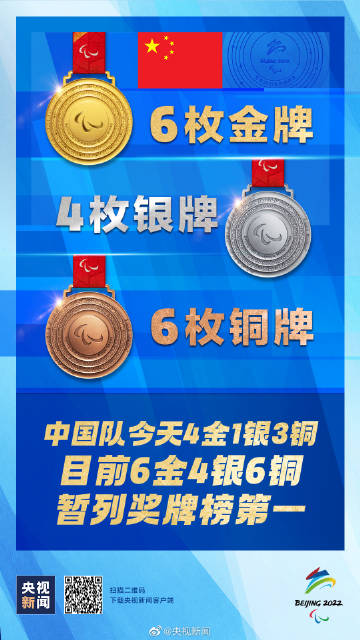 BEIJING 2022
6枚金牌
4枚银牌
6枚铜牌
中国队今天4金1银3铜
目前6金4银6铜
暂列奖牌榜第一
央视
新闻
扫描二维码
下载央视新闻客户端
BEIJING 2022
@央视新闻